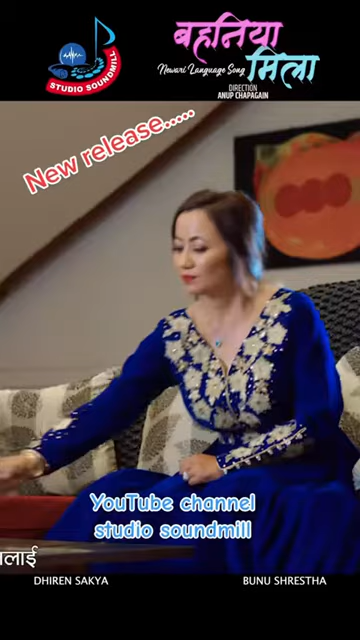 STUDIO SOUNDMILL
बहनिया
Newari Language Song
मिला
DIRECTION
ANUP CHAPAGAIN
New release.....
YouTube channel
studio soundmill
लाई
DHIREN SAKYA
BUNU SHRESTHA